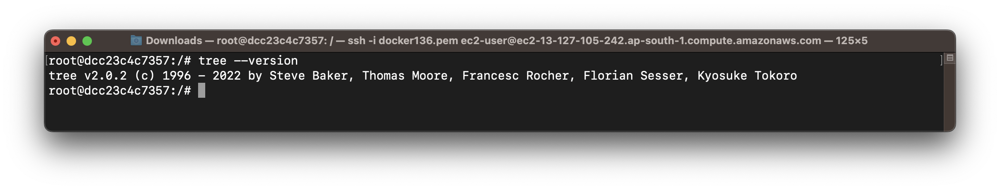 Downloads — root@dcc23c4c7357: / — ssh -i docker136.pem ec2-user@ec2-13-127-105-242.ap-south-1.compute.amazonaws.com — 125×5
[root@dcc23c4c7357:/# tree --version ]
tree v2.0.2 (c) 1996 - 2022 by Steve Baker, Thomas Moore, Francesc Rocher, Florian Sesser, Kyosuke Tokoro
root@dcc23c4c7357:/#